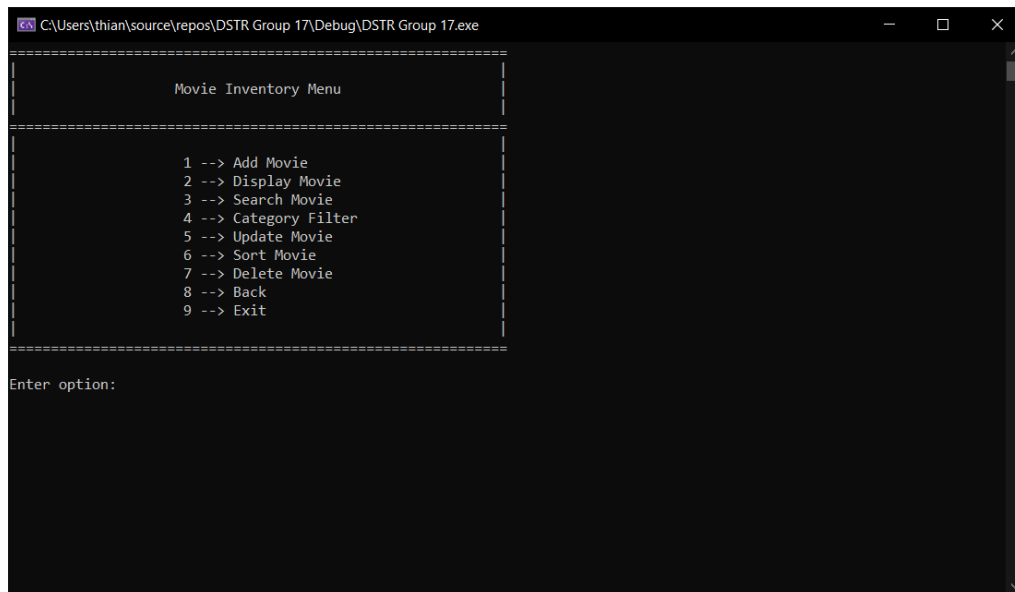 C:\Users\thian\source\repos\DSTR Group 17\Debug\DSTR Group 17.exe
============================================================
|                                                          |
|                   Movie Inventory Menu                   |
|                                                          |
============================================================
|                                                          |
|                    1 --> Add Movie                       |
|                    2 --> Display Movie                   |
|                    3 --> Search Movie                    |
|                    4 --> Category Filter                 |
|                    5 --> Update Movie                    |
|                    6 --> Sort Movie                      |
|                    7 --> Delete Movie                    |
|                    8 --> Back                            |
|                    9 --> Exit                            |
|                                                          |
============================================================
Enter option: